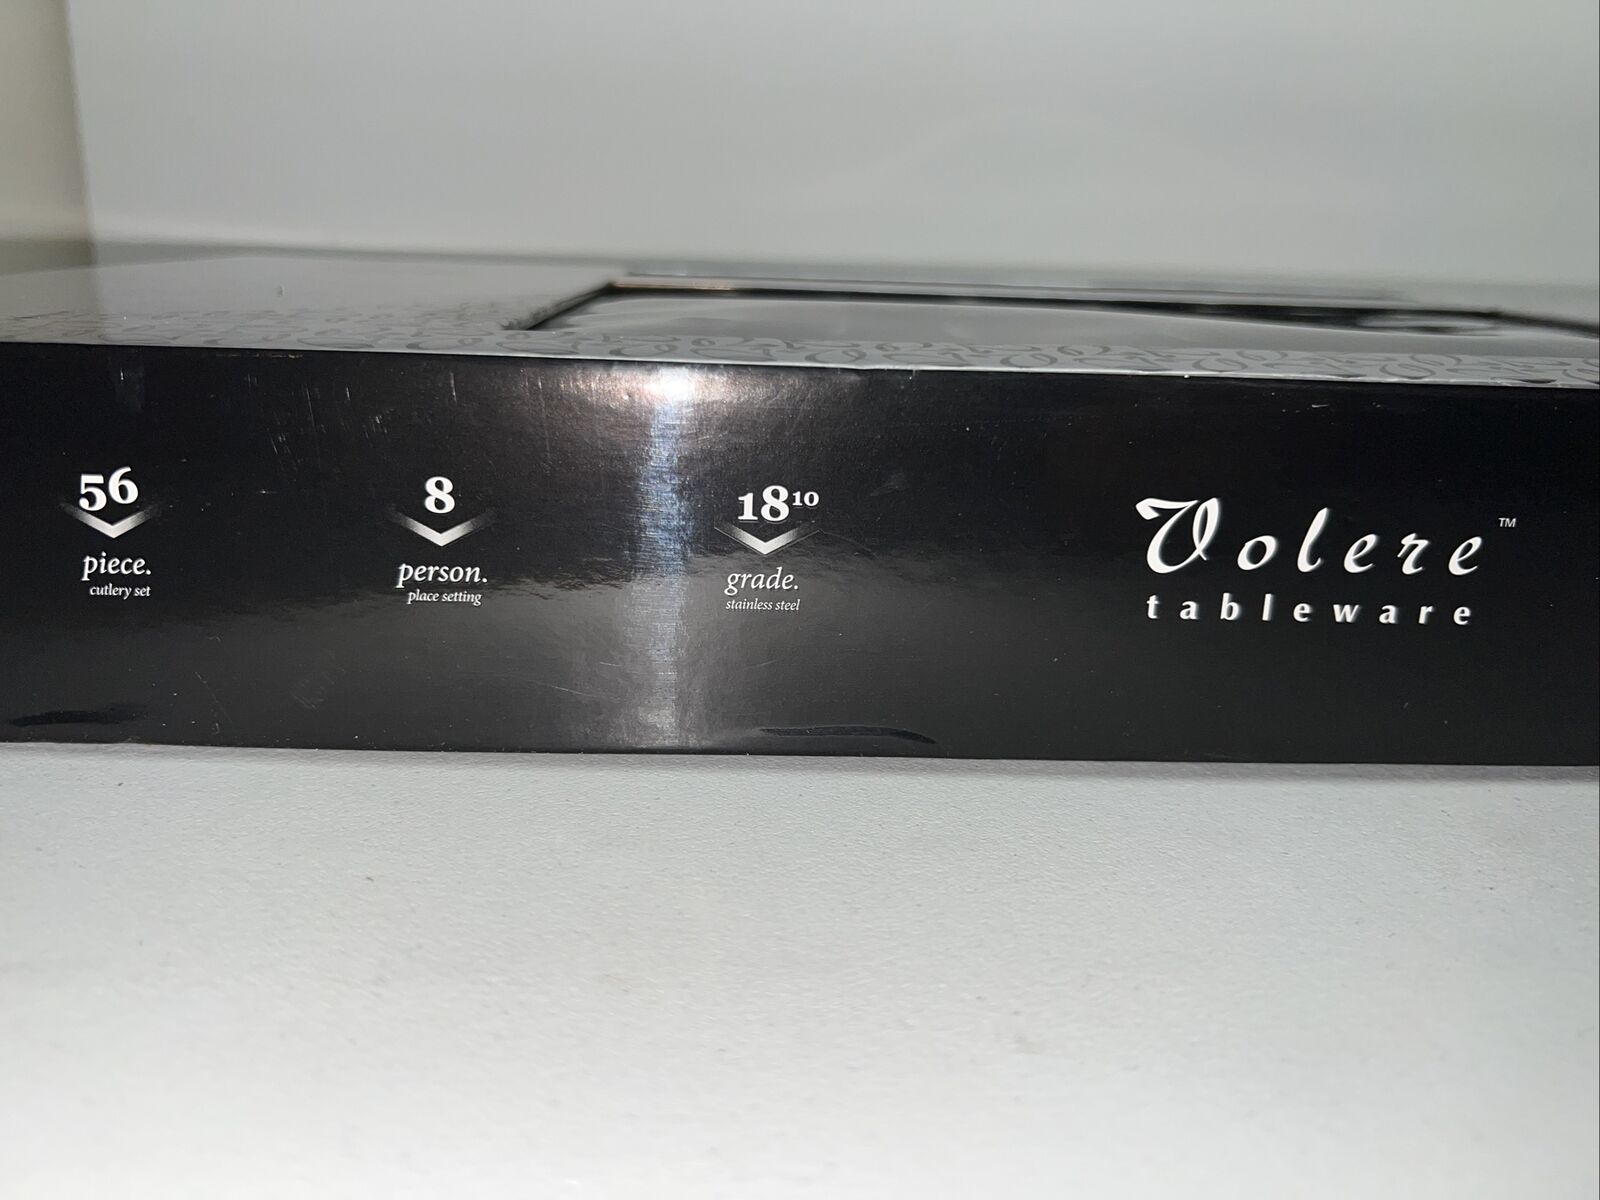 56
piece.
cutlery set
8
person.
place setting
18¹⁰
grade.
stainless steel
Volere™
tableware